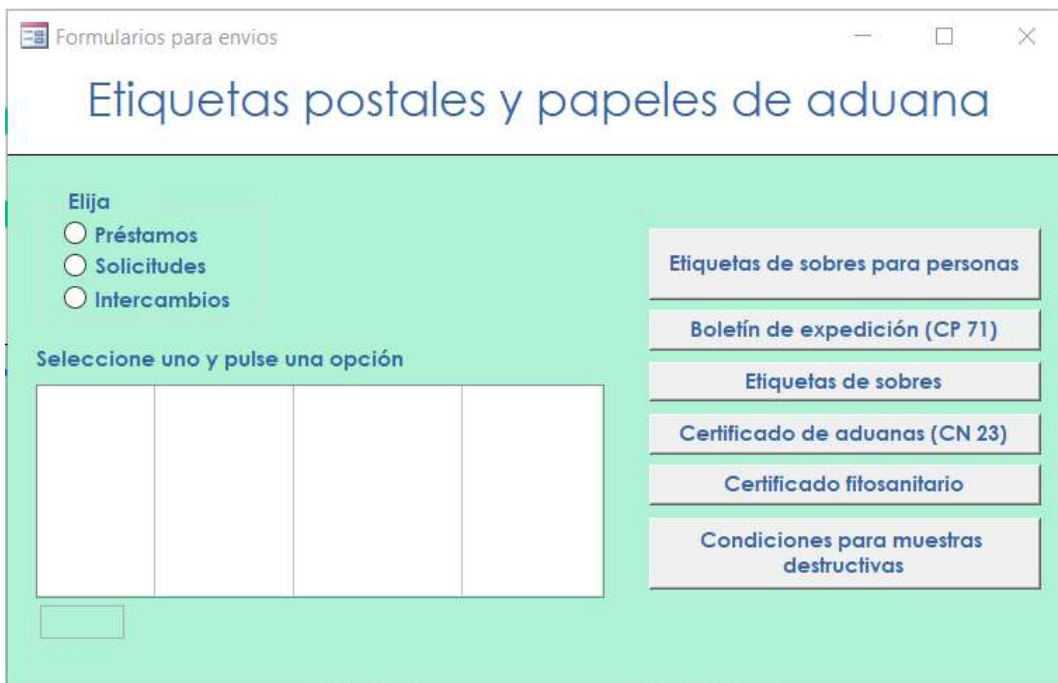 Formularios para envios
Etiquetas postales y papeles de aduana
Elija
Préstamos
Solicitudes
Intercambios
Seleccione uno y pulse una opción
Etiquetas de sobres para personas
Boletín de expedición (CP 71)
Etiquetas de sobres
Certificado de aduanas (CN 23)
Certificado fitosanitario
Condiciones para muestras
destructivas